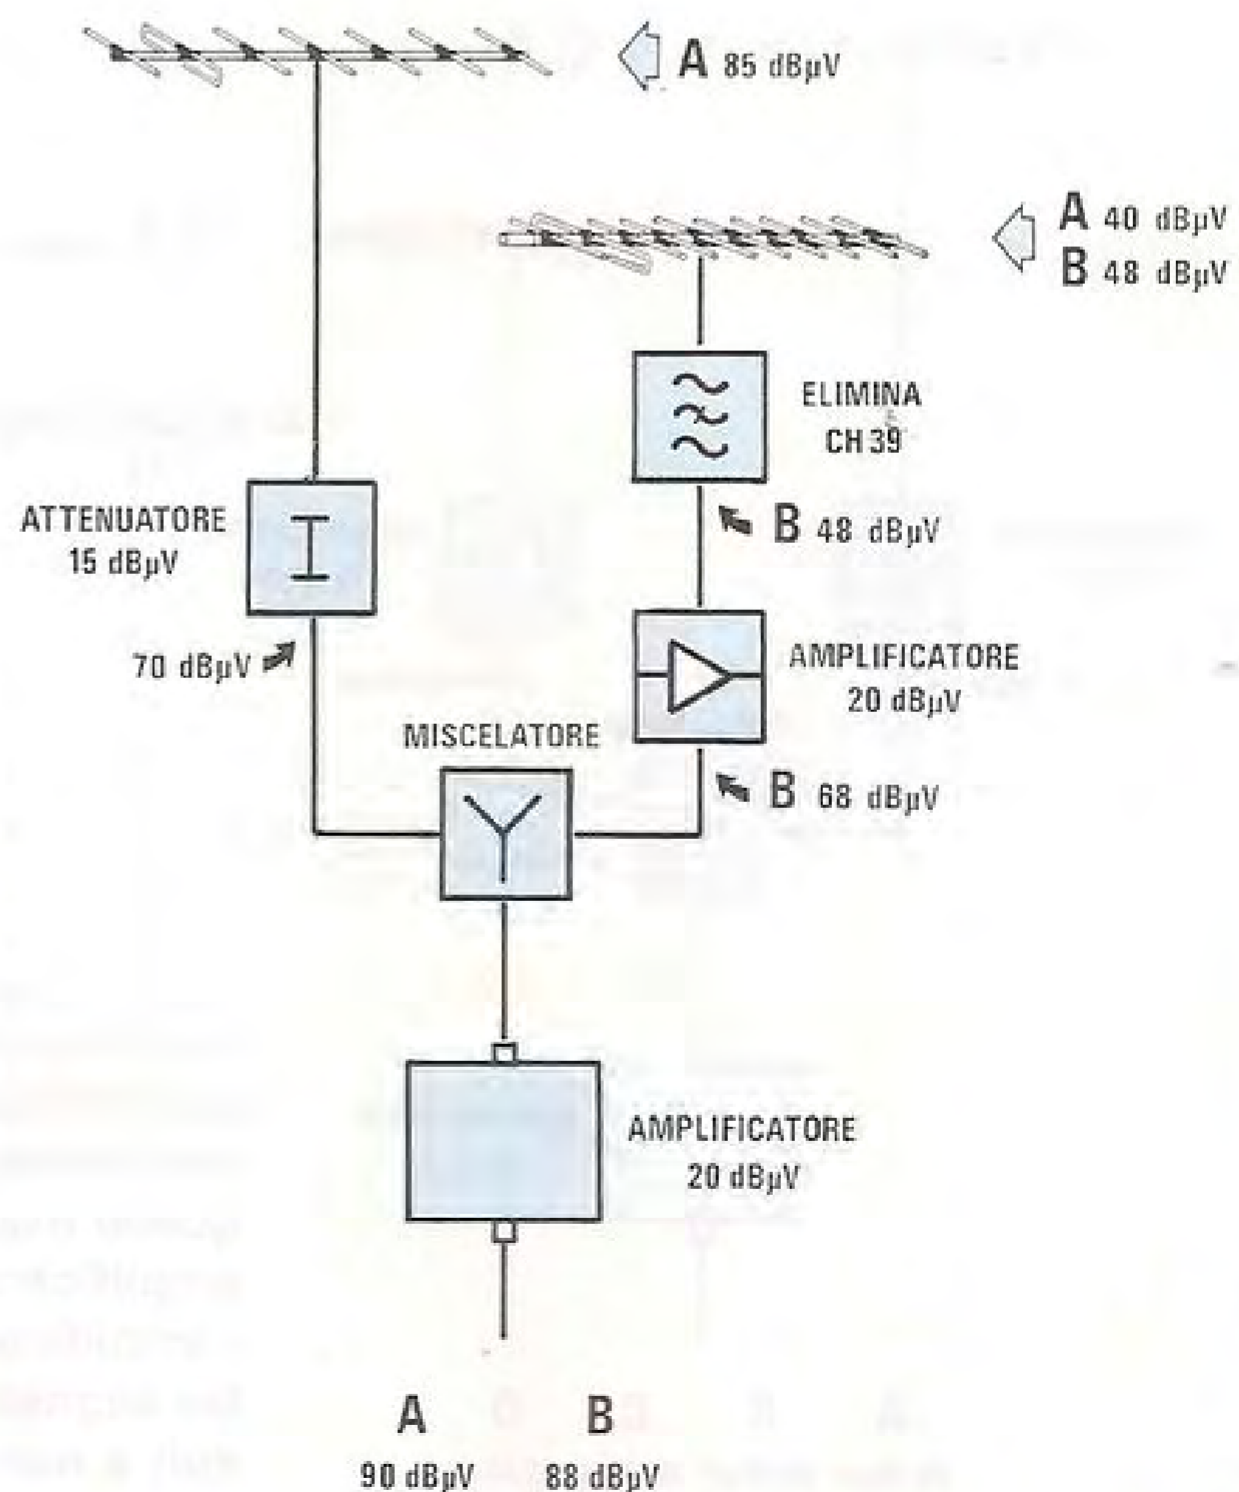 A 85 dBµV
A 40 dBµV
B 48 dBµV
ELIMINA
CH 39
B 48 dBµV
ATTENUATORE
15 dBµV
70 dBµV
AMPLIFICATORE
20 dBµV
MISCELATORE
B 68 dBµV
AMPLIFICATORE
20 dBµV
A B
90 dBµV 88 dBµV